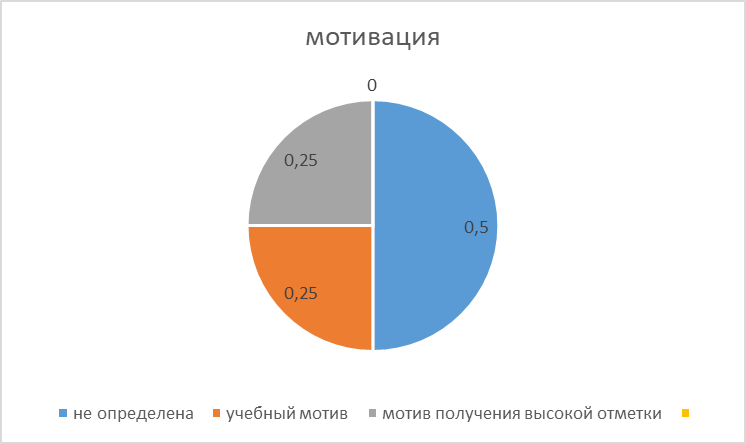 мотивация
0
0,25
0,5
0,25
не определена учебный мотив мотив получения высокой отметки